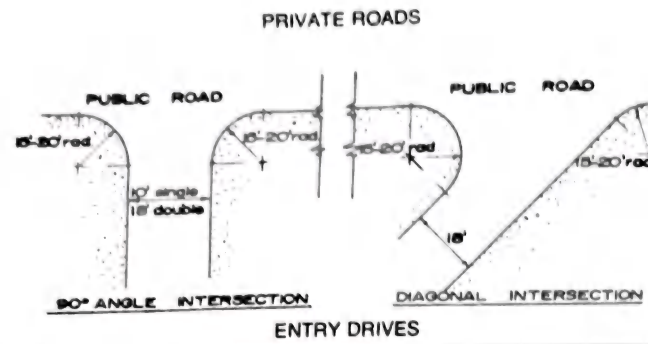 PRIVATE ROADS
PUBLIC ROAD
PUBLIC ROAD
15'-20' rad.
15'-20' rad.
15'-20' rad.
15'-20' rad.
10' single
18' double
18'
90° ANGLE INTERSECTION
DIAGONAL INTERSECTION
ENTRY DRIVES